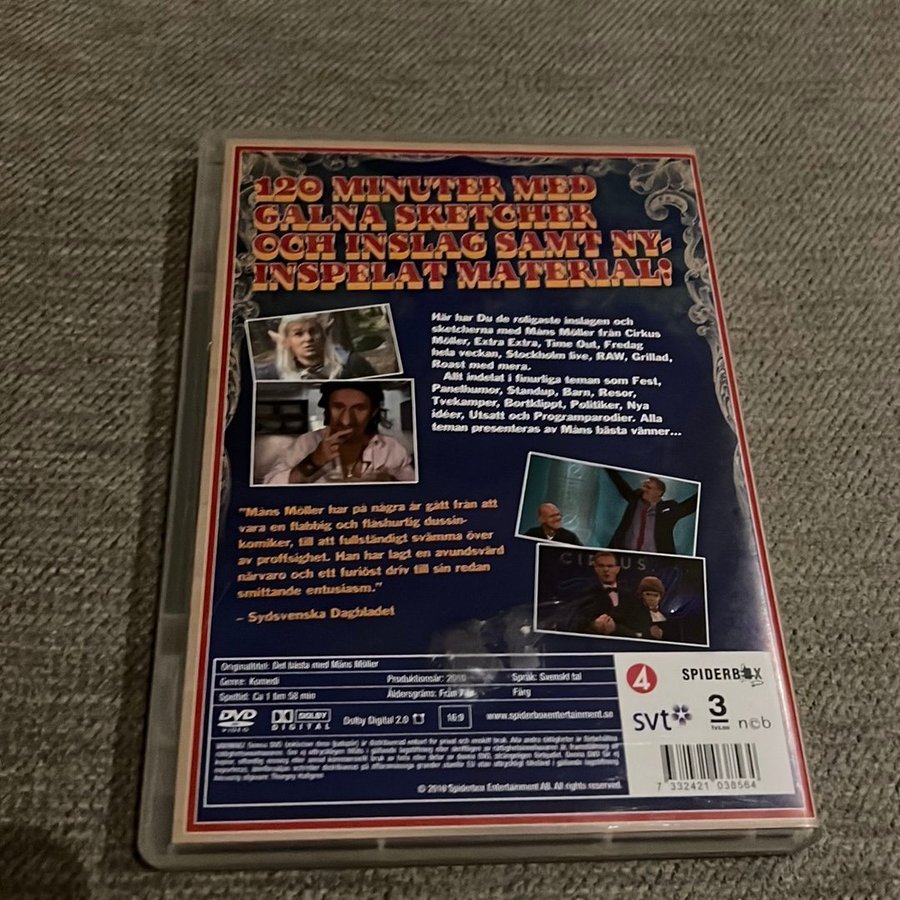 120 MINUTER MED
GALNA SKETCHER
OCH INSLAG SAMT NY-
INSPELAT MATERIAL!
Här har Du de roligaste inslagen och
sketcherna med Måns Möller från Cirkus
Möller, Extra Extra, Time Out, Fredag
hela veckan, Stockholm live, RAW, Grillad,
Roast med mera.
Allt indelat i finurliga teman som Fest,
Panelhumor, Standup, Barn, Resor,
Tvekamper, Bortklippt, Politiker, Nya
idéer, Utsatt och Programparodier. Alla
teman presenteras av Måns bästa vänner...
"Måns Möller har på några år gått från att
vara en flabbig och flåshurtig dussin-
komiker, till att fullständigt svämma över
av proffsighet. Han har lagt en avundsvärd
närvaro och ett furiöst driv till sin redan
smittande entusiasm."
– Sydsvenska Dagbladet
CIRKUS
Originaltitel: Det bästa med Måns Möller
Genre: Komedi Produktionsår: 2010 Språk: Svenskt tal
Speltid: Ca 1 tim 58 min Åldersgräns: Från Färg
DVD VIDEO DOLBY DIGITAL Dolby Digital 2.0 16:9 www.spiderboxentertainment.se
4 SPIDERBOX
svt 3 ncb
© 2010 Spiderbox Entertainment AB. All rights reserved.
7 332421 038564